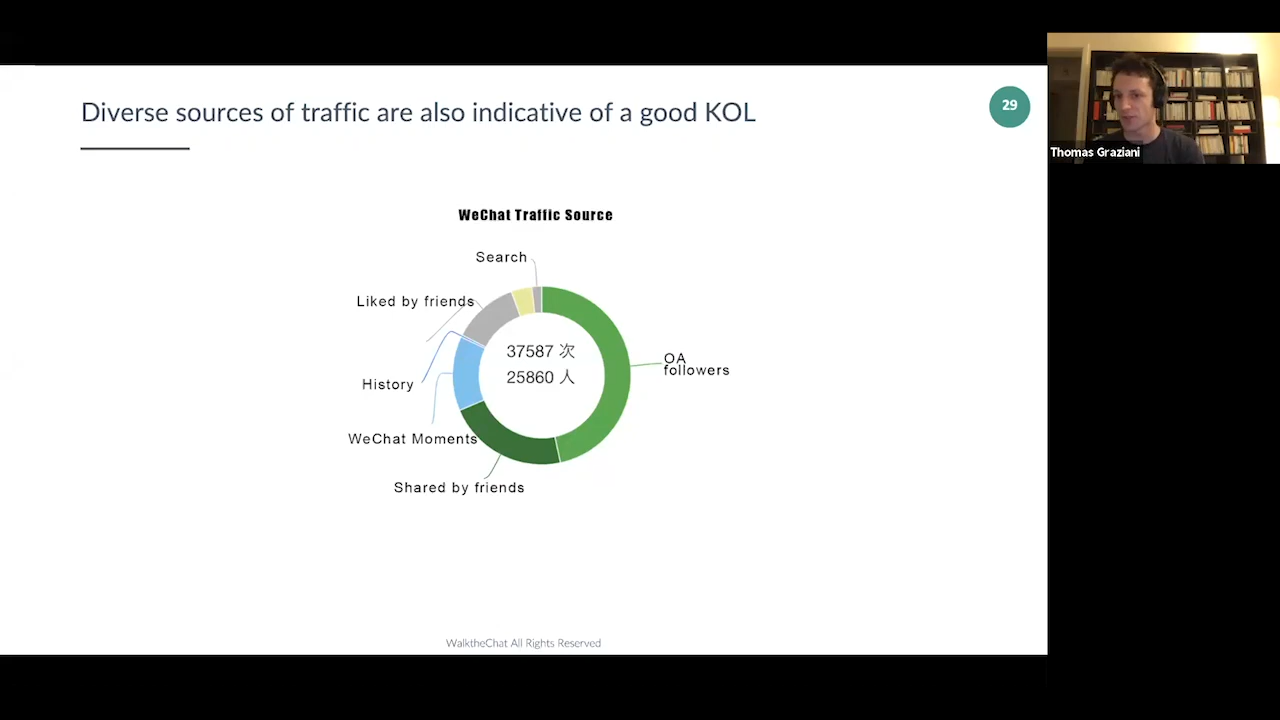 Diverse sources of traffic are also indicative of a good KOL
29
Thomas Graziani
WeChat Traffic Source
Search
Liked by friends
37587 次
OA
followers
25860 人
History
WeChat Moments
Shared by friends
WalktheChat All Rights Reserved